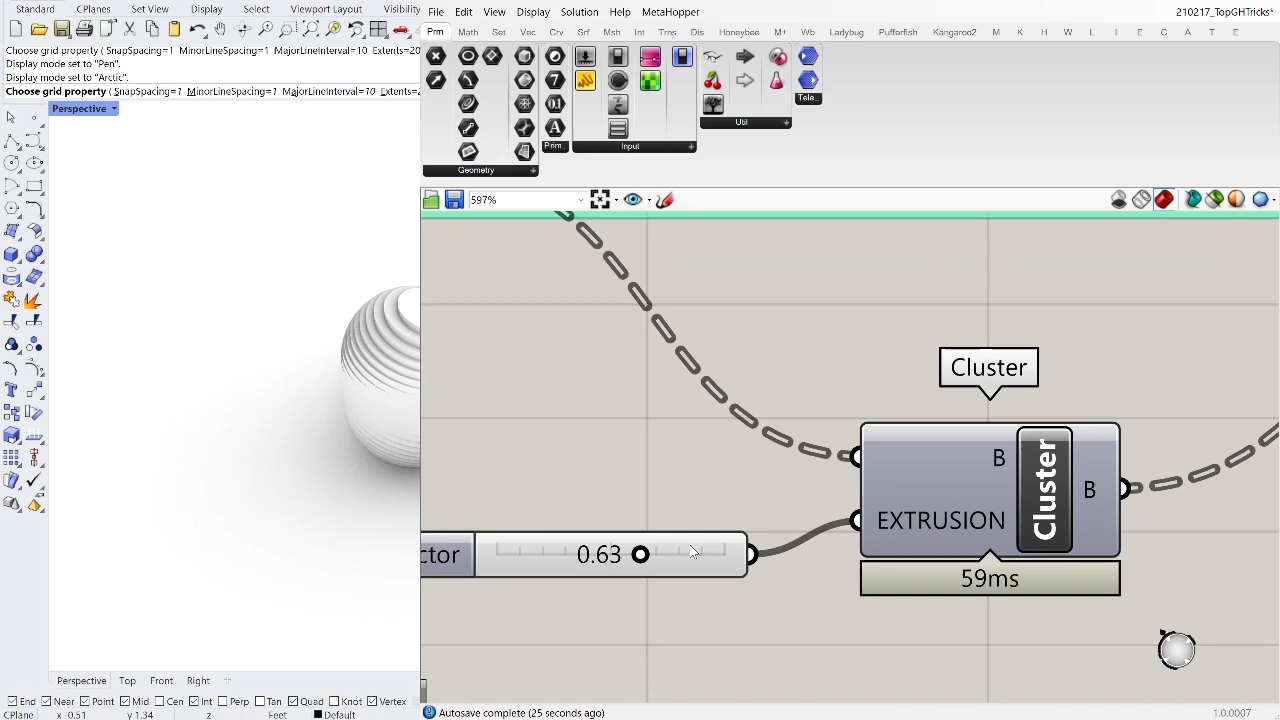 Standard CPlanes Set View Display Select Viewport Layout Visibility
Choose grid property ( SnapSpacing=1 MinorLineSpacing=1 MajorLineInterval=10 Extents=20
Display mode set to "Pen".
Display mode set to "Arctic".
Choose grid property ( SnapSpacing=1 MinorLineSpacing=1 MajorLineInterval=10 Extents=
Perspective
Perspective Top Front Right
End Near Point Mid Cen Int Perp Tan Quad Knot Vertex
CPlane x -0.51 y 1.34 z Feet Default
File Edit View Display Solution Help MetaHopper 210217_TopGHTricks*
Prm Math Set Vec Crv Srf Msh Int Trns Dis Honeybee M+ Wb Ladybug Pufferfish Kangaroo2 M K W L I E C A T E
Tele...
Util
Prim... Input
Geometry
597%
Cluster
B
Cluster
B
EXTRUSION
ctor 0.63
59ms
Autosave complete (25 seconds ago) 1.0.0007